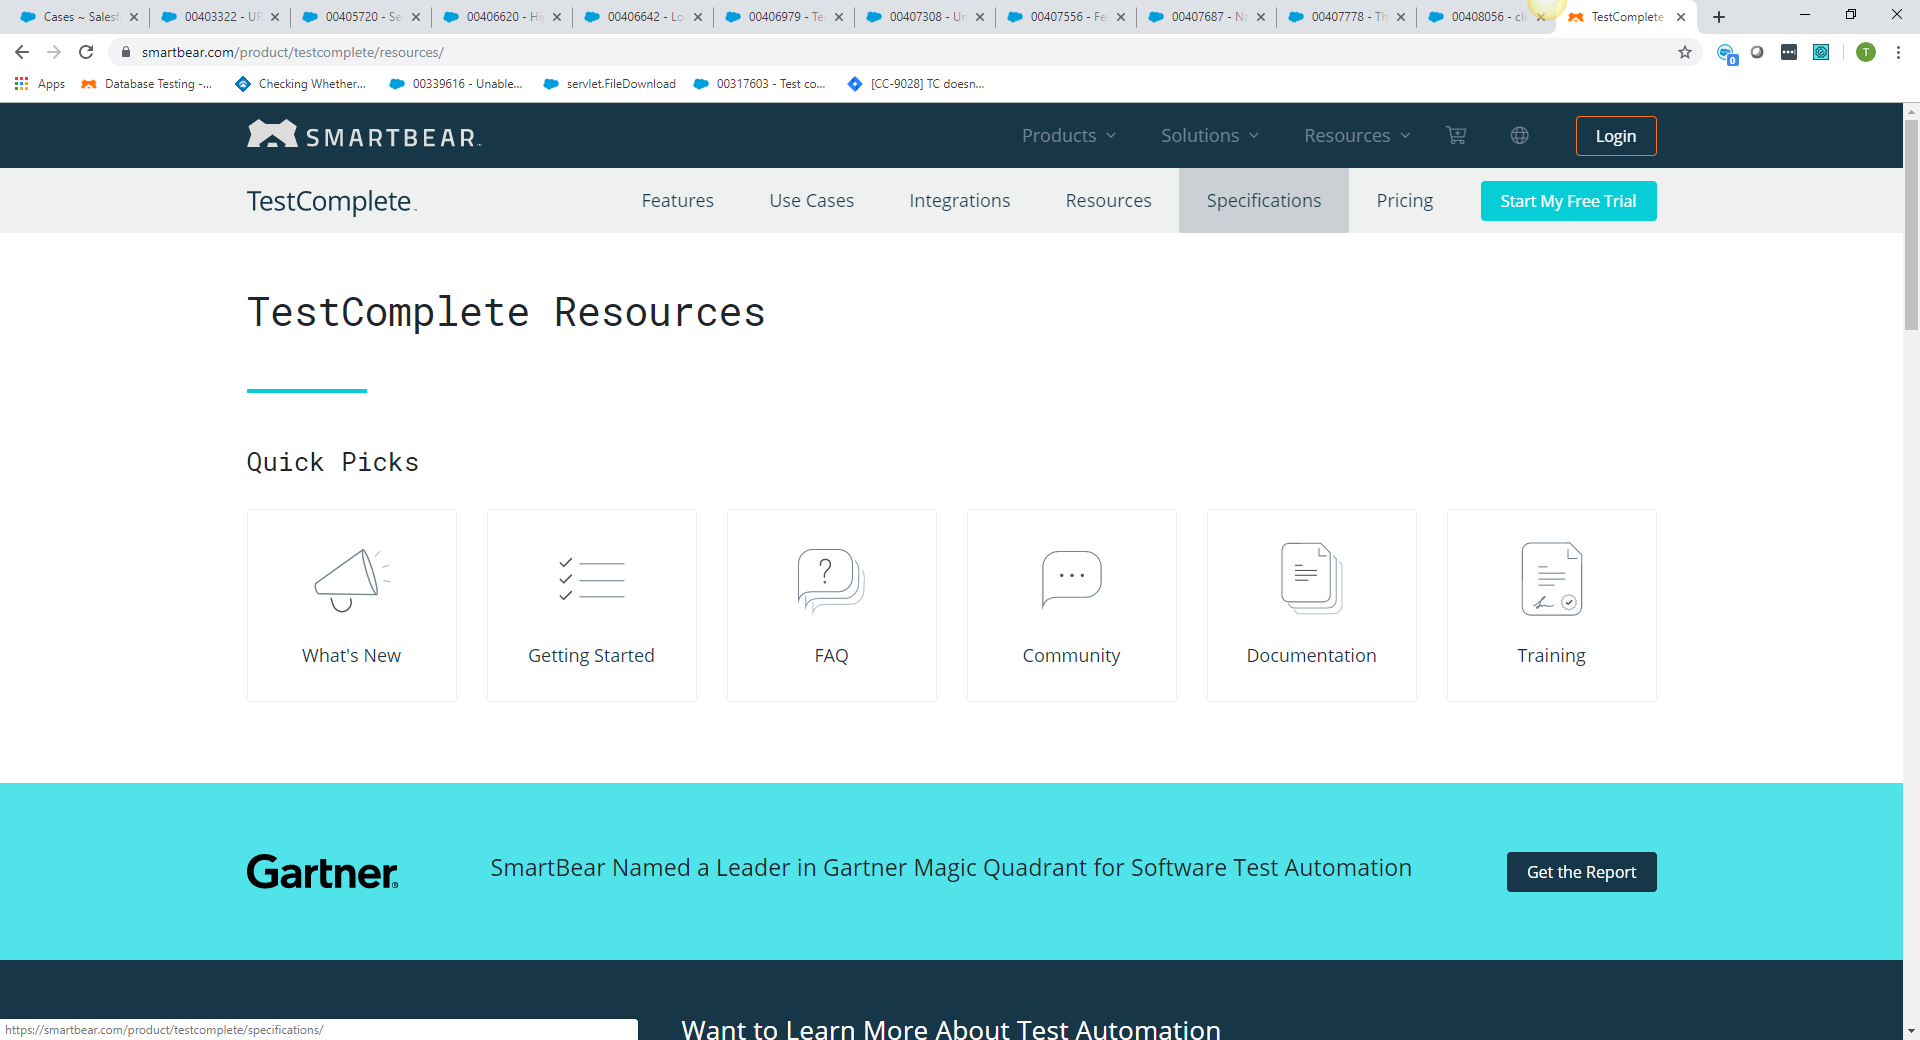 Cases ~ Salesf
00403322 - UF
00405720 - Se
00406620 - Hi
00406642 - Lo
00406979 - Te
00407308 - Un
00407556 - Fe
00407687 - Na
00407778 - Th
00408056 - cl
TestComplete
smartbear.com/product/testcomplete/resources/
0
T
Apps
Database Testing -...
Checking Whether...
00339616 - Unable...
servlet.FileDownload
00317603 - Test co...
[CC-9028] TC doesn...
SMARTBEAR
Products
Solutions
Resources
Login
TestComplete
Features
Use Cases
Integrations
Resources
Specifications
Pricing
Start My Free Trial
TestComplete Resources
Quick Picks
What's New
Getting Started
FAQ
Community
Documentation
Training
Gartner®
SmartBear Named a Leader in Gartner Magic Quadrant for Software Test Automation
Get the Report
Want to Learn More About Test Automation
https://smartbear.com/product/testcomplete/specifications/